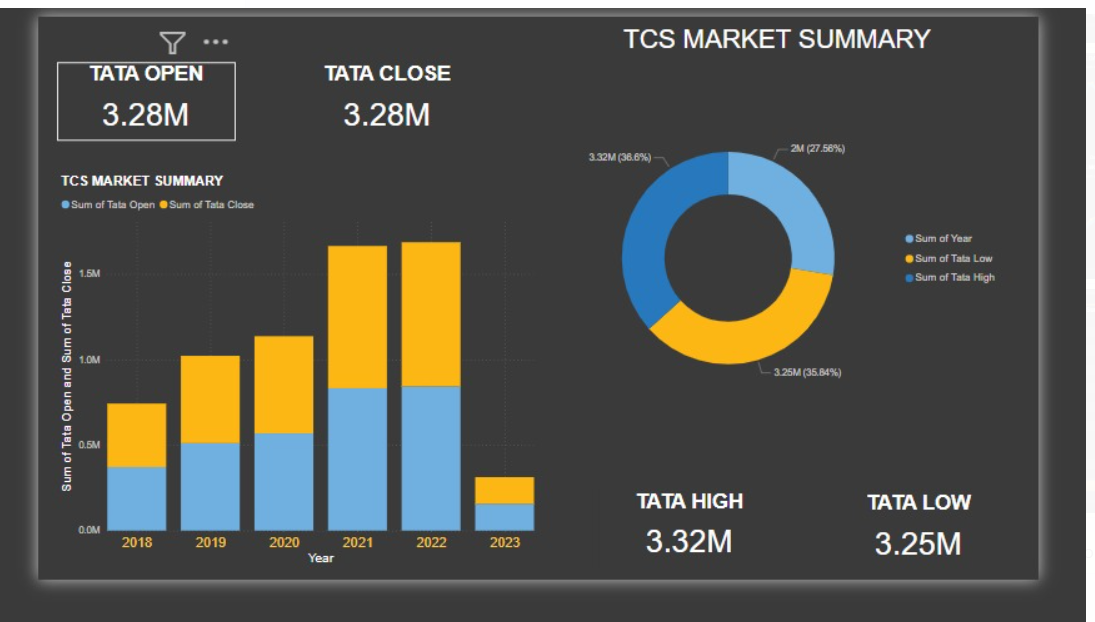 TCS MARKET SUMMARY
TATA OPEN
3.28M
TATA CLOSE
3.28M
TCS MARKET SUMMARY
Sum of Tata Open
Sum of Tata Close
Sum of Tata Open and Sum of Tata Close
1.5M
1.0M
0.5M
0.0M
2018
2019
2020
2021
2022
2023
Year
3.32M (36.6%)
2M (27.56%)
3.25M (35.84%)
Sum of Year
Sum of Tata Low
Sum of Tata High
TATA HIGH
3.32M
TATA LOW
3.25M